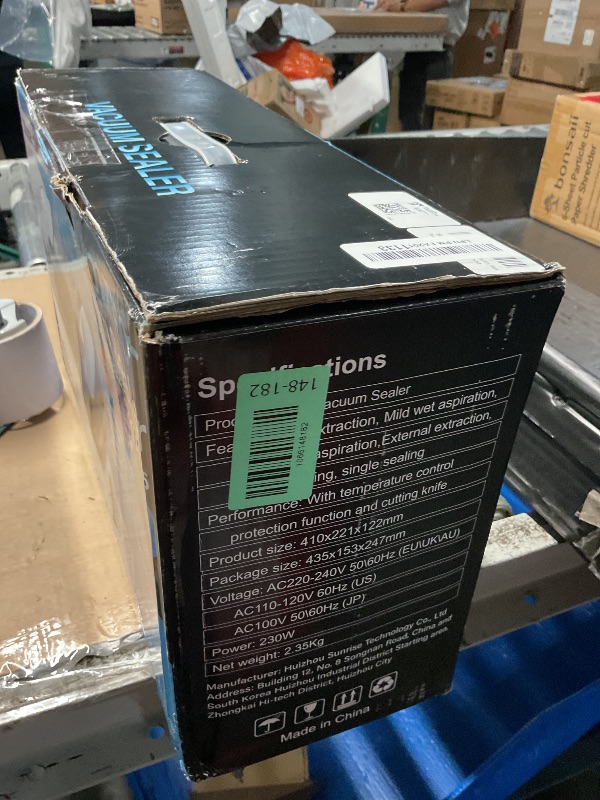 VACUUM SEALER
bonsaii
6-Sheet Particle cut
Paper Shredder
Specifications
148-182
1866148182
Vacuum Sealer
extraction, Mild wet aspiration,
aspiration, External extraction,
single sealing
Performance: With temperature control
protection function and cutting knife
Product size: 410x221x122mm
Package size: 435x153x247mm
Voltage: AC220-240V 50\60Hz (EU\UK\AU)
AC110-120V 60Hz (US)
AC100V 50\60Hz (JP)
Power: 230W
Net weight: 2.35Kg
Manufacturer: Huizhou Sunrise Technology Co., Ltd
Address: Building 12, No. 8 Songnan Road, China and
South Korea Huizhou Industrial District Starting area,
Zhongkai Hi-tech District, Huizhou City
Made in China